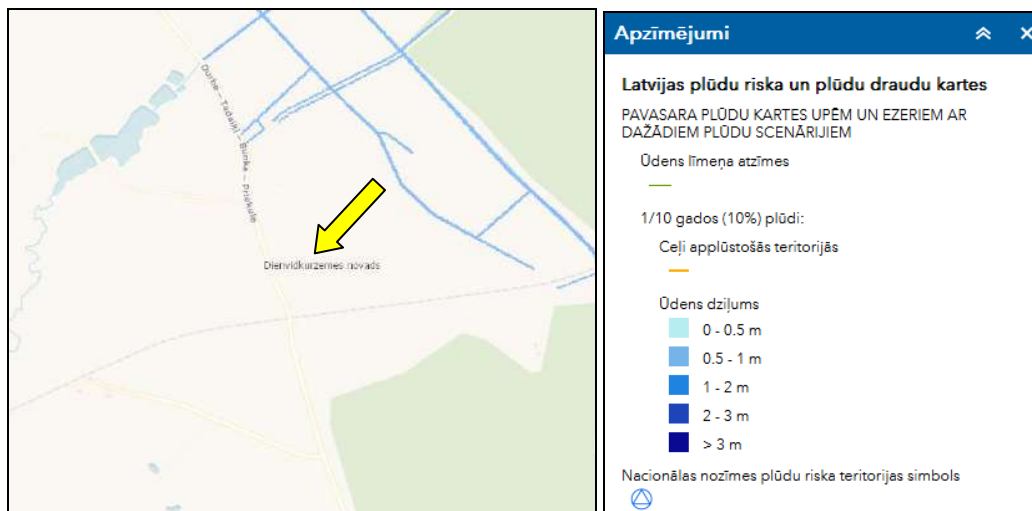 Durbe – Tadaiķi – Bunka – Priekule
Dienvidkurzemes novads
Apzīmējumi
Latvijas plūdu riska un plūdu draudu kartes
PAVASARA PLŪDU KARTES UPĒM UN EZERIEM AR
DAŽĀDIEM PLŪDU SCENĀRIJIEM
Ūdens līmeņa atzīmes
1/10 gados (10%) plūdi:
Ceļi applūstošās teritorijās
Ūdens dziļums
0 - 0.5 m
0.5 - 1 m
1 - 2 m
2 - 3 m
> 3 m
Nacionālas nozīmes plūdu riska teritorijas simbols